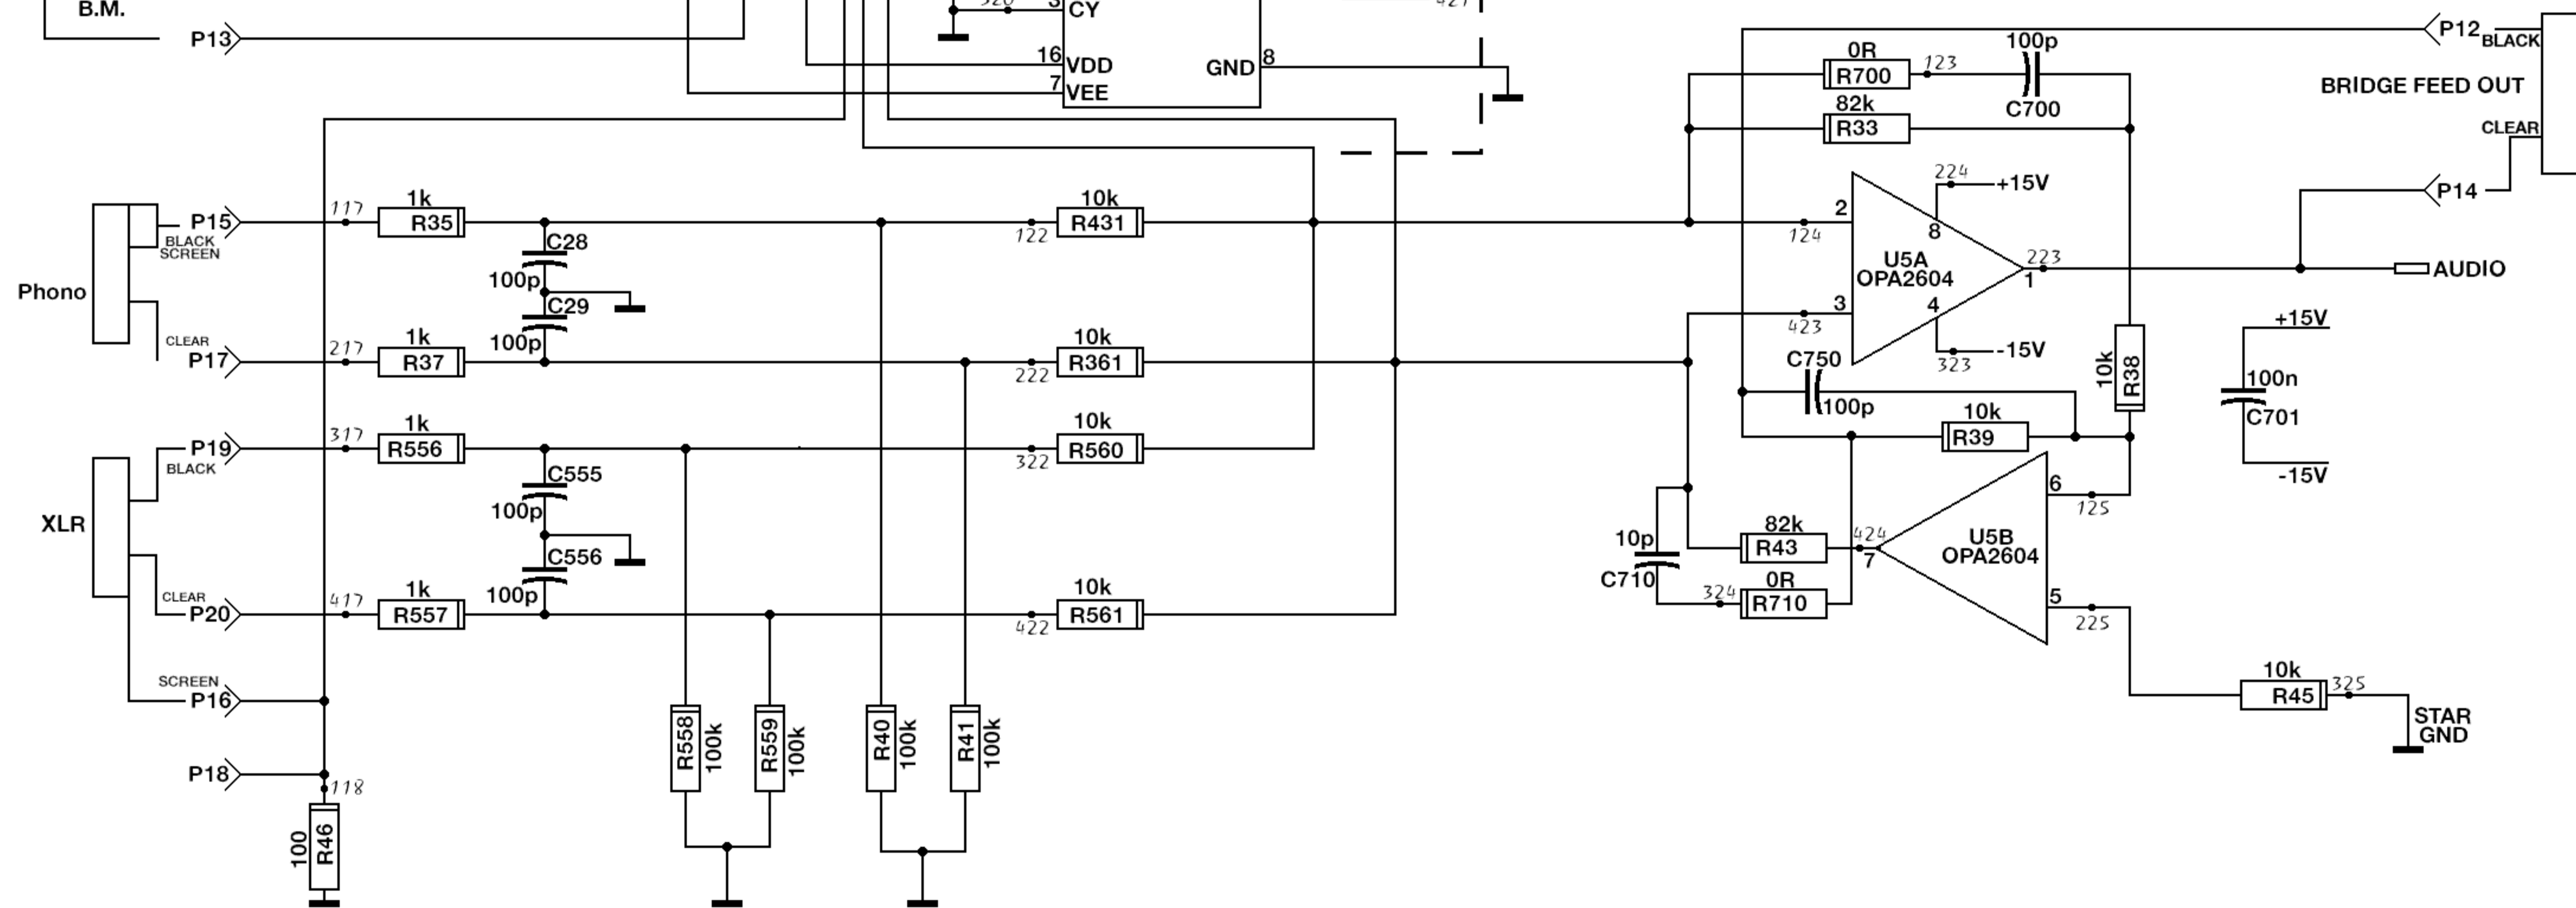 B.M.
P13
3
CY
16
VDD
7
VEE
GND
8
P12
BLACK
BRIDGE FEED OUT
CLEAR
P14
0R
R700
123
100p
C700
82k
R33
Phono
P15
BLACK
SCREEN
117
1k
R35
C28
100p
C29
100p
122
10k
R431
CLEAR
P17
217
1k
R37
222
10k
R361
2
124
224
+15V
8
U5A
OPA2604
223
1
AUDIO
3
423
4
-15V
323
C750
100p
10k
R38
10k
R39
+15V
100n
C701
-15V
XLR
P19
BLACK
317
1k
R556
C555
100p
C556
100p
322
10k
R560
CLEAR
P20
417
1k
R557
422
10k
R561
10p
C710
82k
R43
424
7
0R
R710
324
U5B
OPA2604
6
125
5
225
SCREEN
P16
P18
118
100
R46
R558
100k
R559
100k
R40
100k
R41
100k
10k
R45
325
STAR
GND